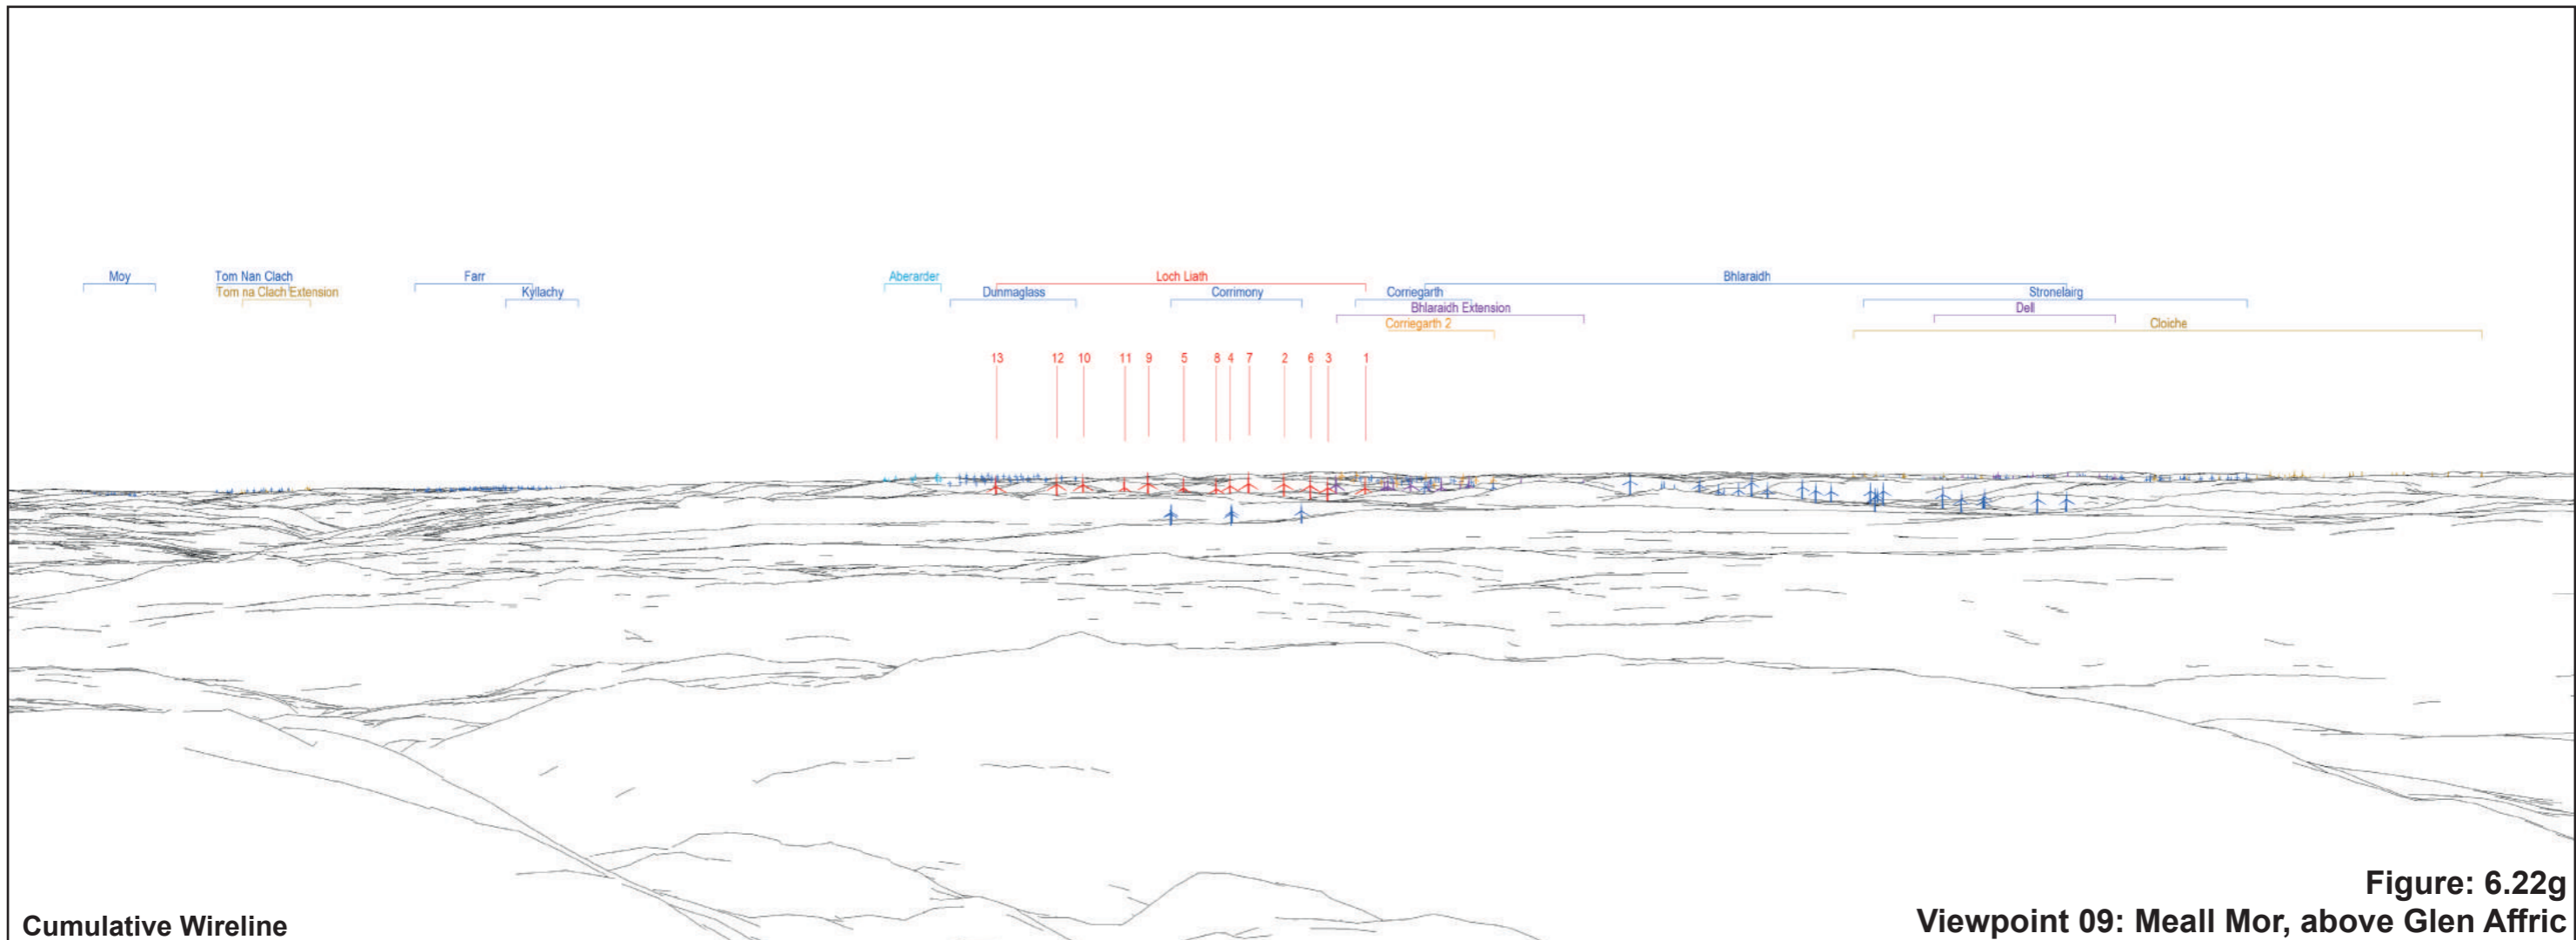 Moy
Tom Nan Clach
Tom na Clach Extension
Farr
Kyllachy
Aberarder
Loch Liath
Dunmaglass
Corrimony
Corriegarth
Bhlaraidh
Bhlaraidh Extension
Corriegarth 2
Stronelairg
Dell
Cloiche
13 12 10 11 9 5 8 4 7 2 6 3 1
Cumulative Wireline
Figure: 6.22g
Viewpoint 09: Meall Mor, above Glen Affric